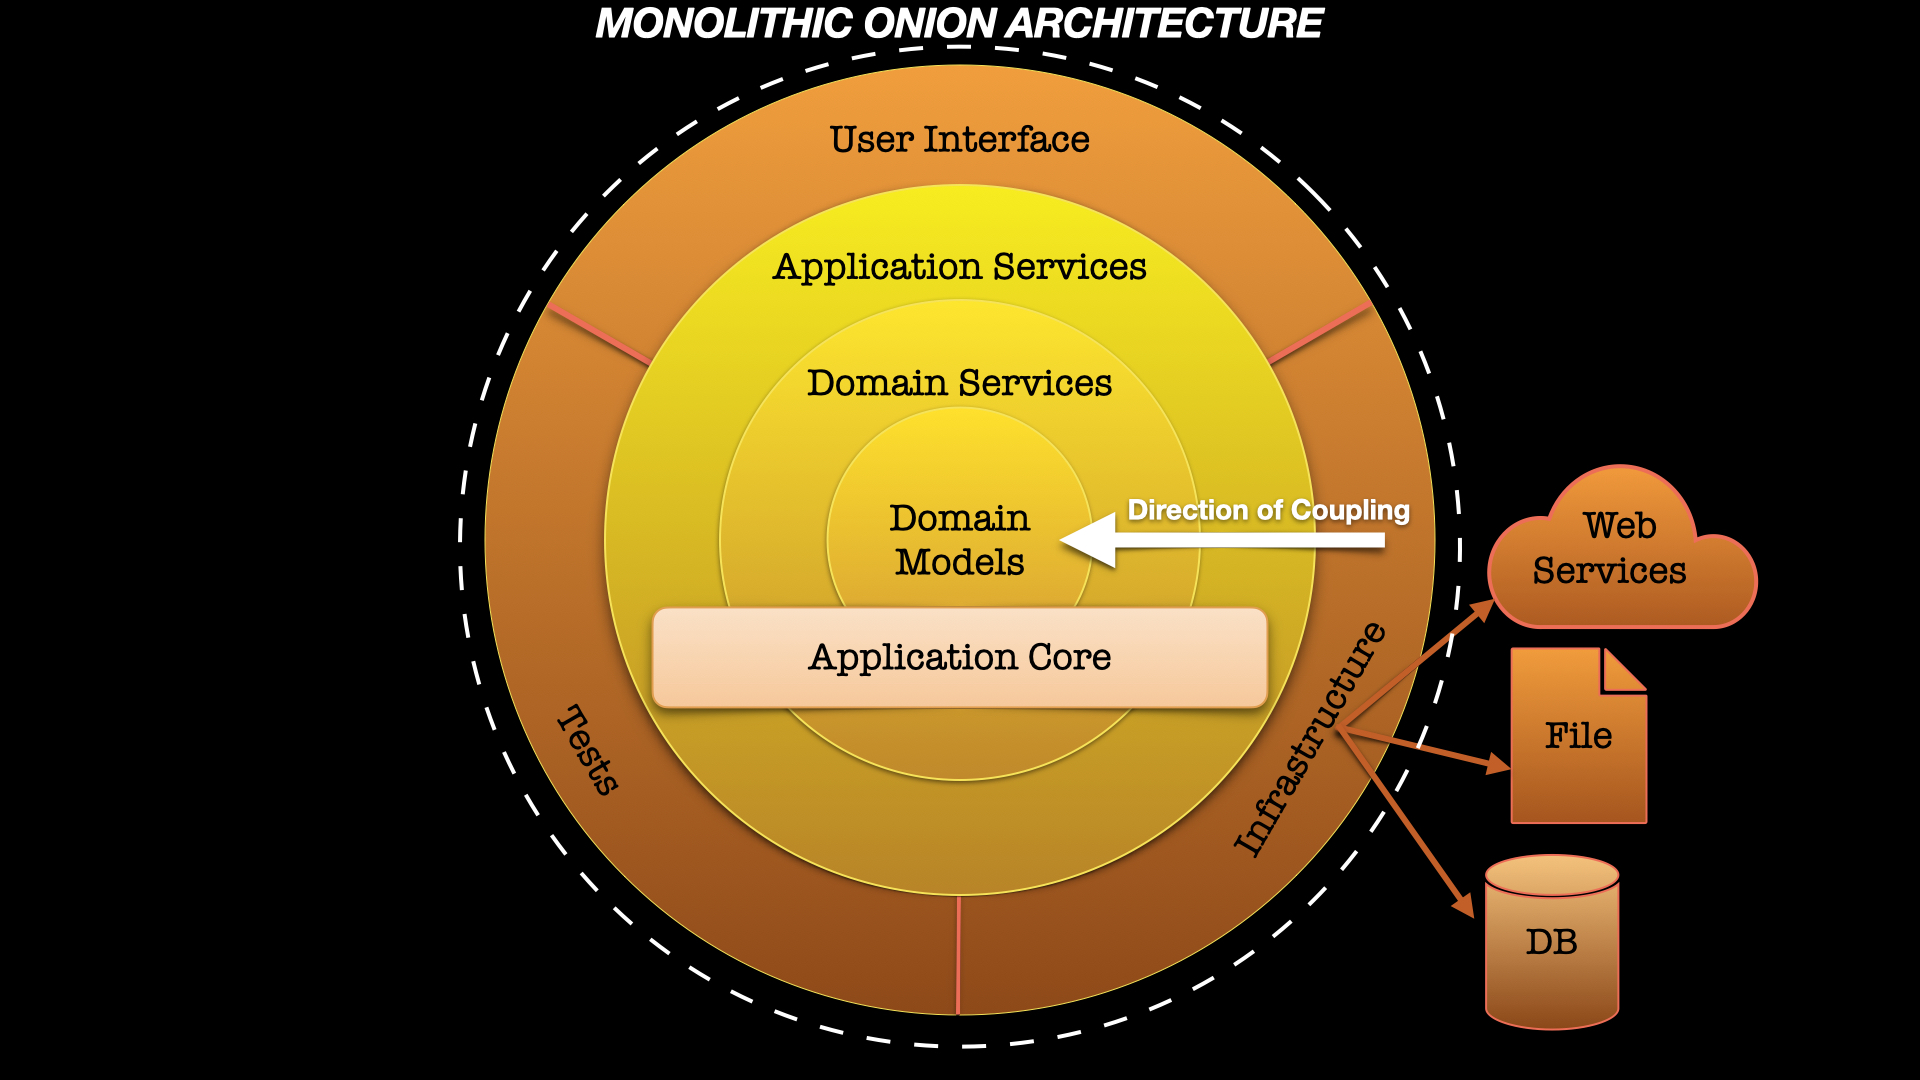 MONOLITHIC ONION ARCHITECTURE
User Interface
Application Services
Domain Services
Domain
Models
Direction of Coupling
Application Core
Tests
Infrastructure
Web
Services
File
DB